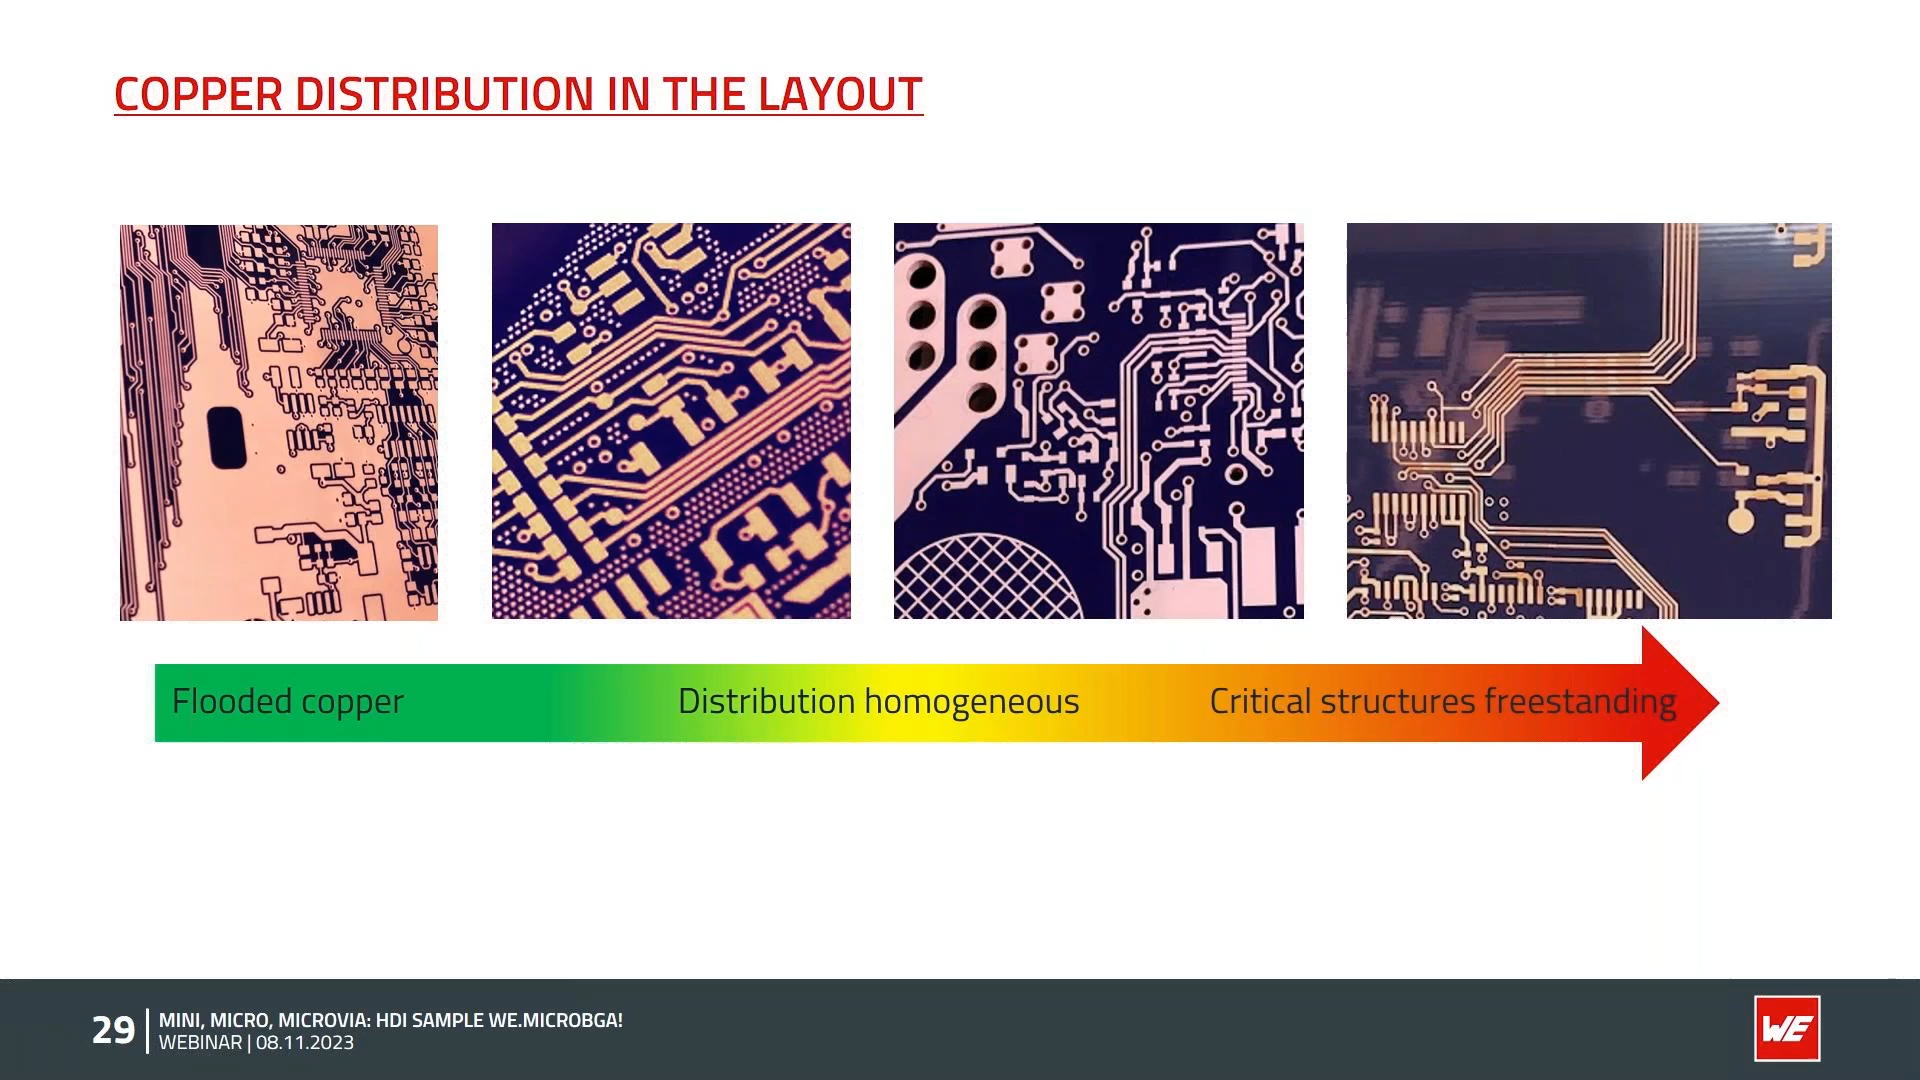 COPPER DISTRIBUTION IN THE LAYOUT
Flooded copper
Distribution homogeneous
Critical structures freestanding
29
MINI, MICRO, MICROVIA: HDI SAMPLE WE.MICROBGA!
WEBINAR | 08.11.2023
WE